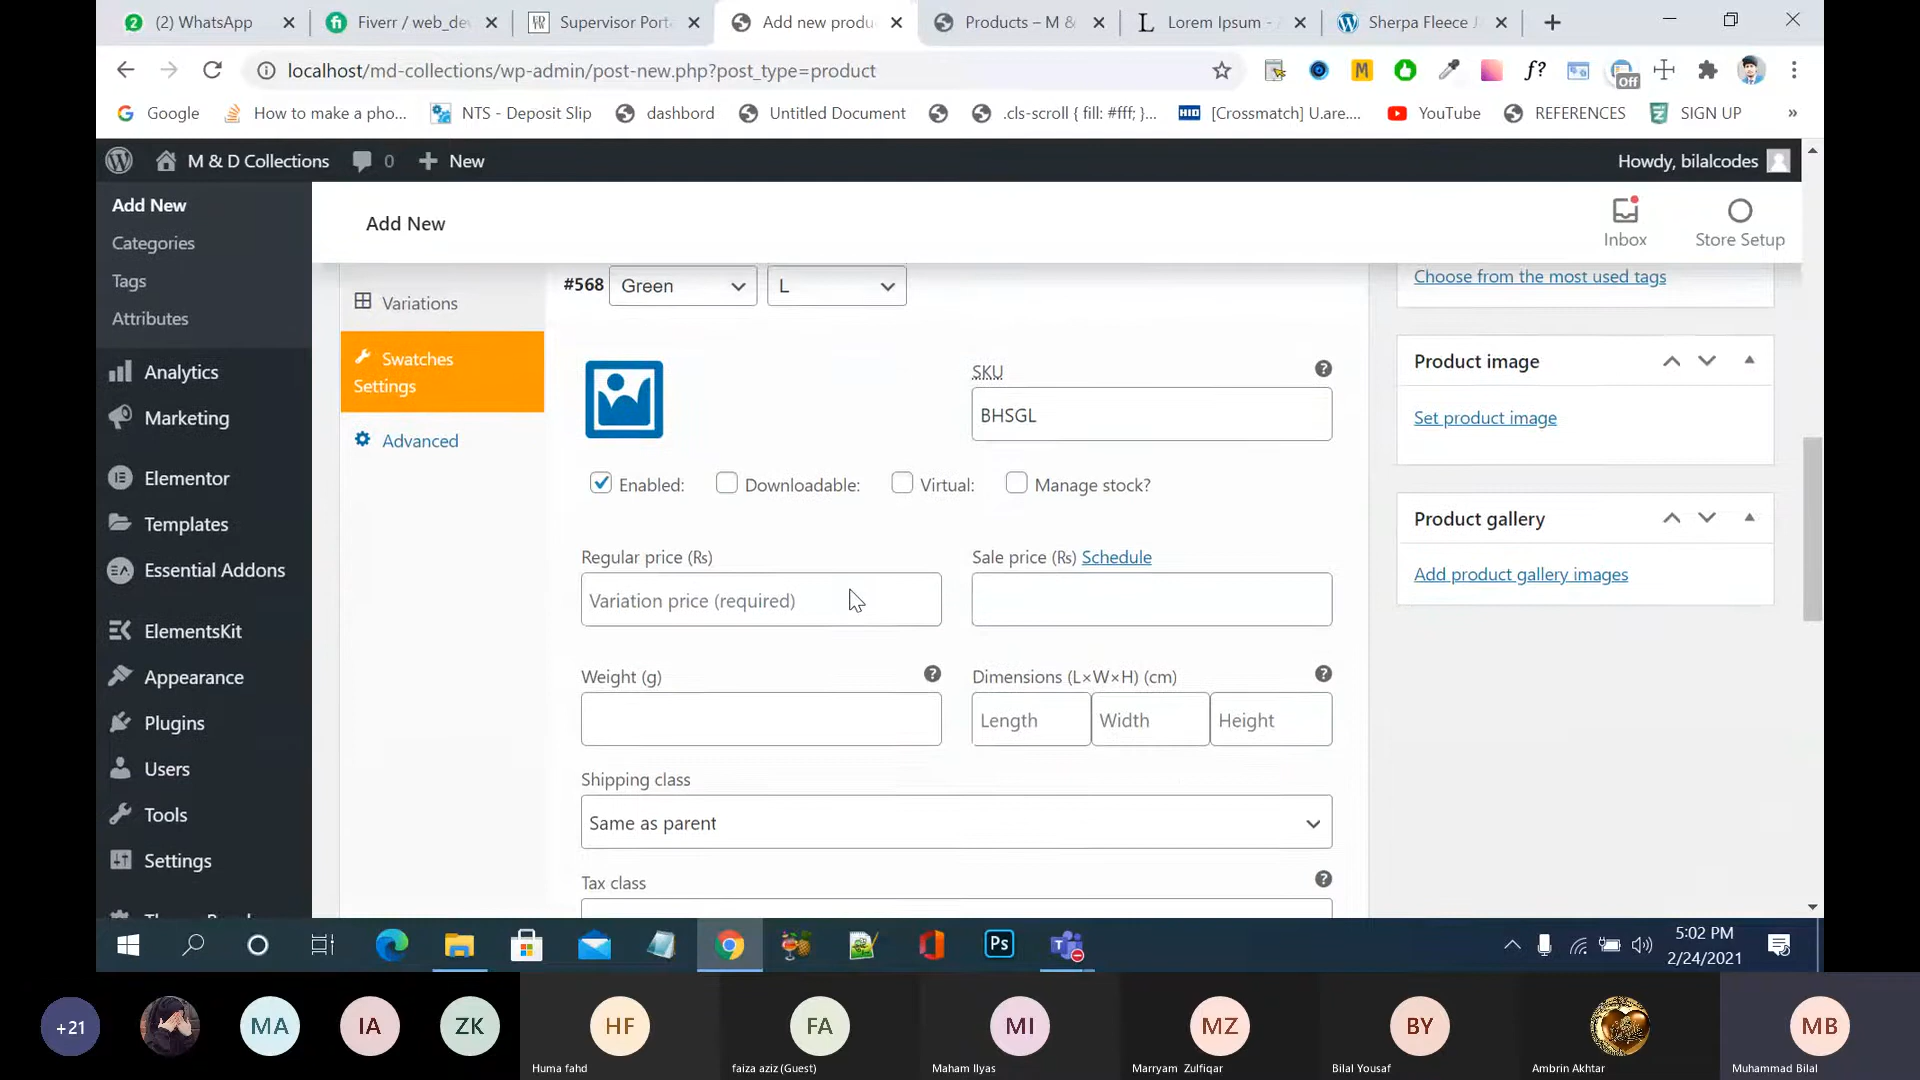 (2) WhatsApp
Fiverr / web_de
Supervisor Port
Add new produ
Products – M &
Lorem Ipsum -
Sherpa Fleece
localhost/md-collections/wp-admin/post-new.php?post_type=product
Off
Google
How to make a pho...
NTS - Deposit Slip
dashbord
Untitled Document
.cls-scroll { fill: #fff; }...
HID
[Crossmatch] U.are....
YouTube
REFERENCES
SIGN UP
»
M & D Collections
0
New
Howdy, bilalcodes
Add New
Categories
Tags
Attributes
Analytics
Marketing
Elementor
Templates
Essential Addons
ElementsKit
Appearance
Plugins
Users
Tools
Settings
Add New
Inbox
Store Setup
Variations
Swatches
Settings
Advanced
#568
Green
L
SKU
BHSGL
Enabled:
Downloadable:
Virtual:
Manage stock?
Regular price (₨)
Sale price (₨) Schedule
Variation price (required)
Weight (g)
Dimensions (L×W×H) (cm)
Length
Width
Height
Shipping class
Same as parent
Tax class
Choose from the most used tags
Product image
Set product image
Product gallery
Add product gallery images
Ps
5:02 PM
2/24/2021
+21
MA
IA
ZK
HF
FA
MI
MZ
BY
MB
Huma fahd
faiza aziz (Guest)
Maham Ilyas
Marryam Zulfiqar
Bilal Yousaf
Ambrin Akhtar
Muhammad Bilal